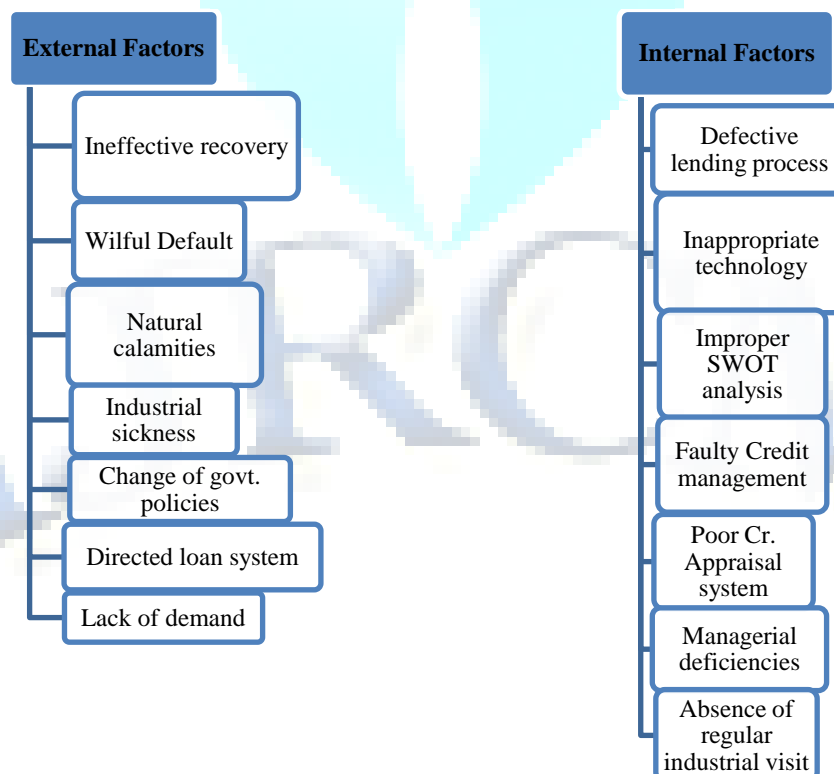 External Factors
Ineffective recovery
Wilful Default
Natural
calamities
Industrial
sickness
Change of govt.
policies
Directed loan system
Lack of demand
Internal Factors
Defective
lending process
Inappropriate
technology
Improper
SWOT
analysis
Faulty Credit
management
Poor Cr.
Appraisal
system
Managerial
deficiencies
Absence of
regular
industrial visit